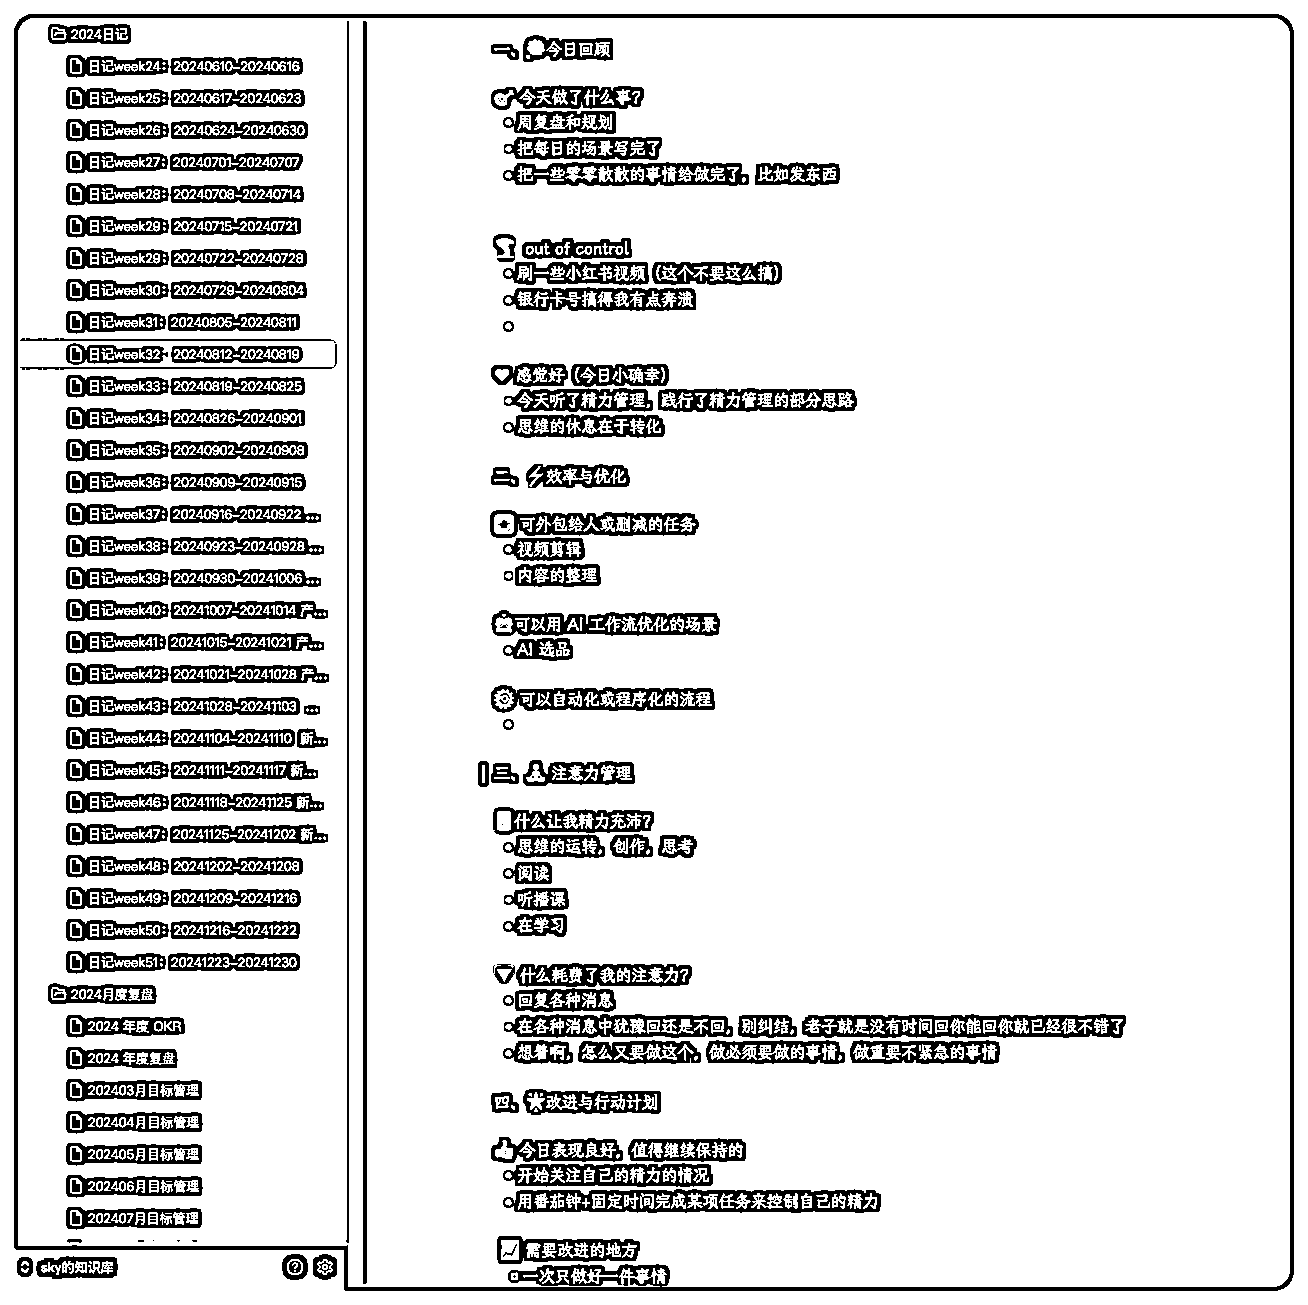 2024日记
日记week24：20240610-20240616
日记week25：20240617-20240623
日记week26：20240624-20240630
日记week27：20240701-20240707
日记week28：20240708-20240714
日记week29：20240715-20240721
日记week29：20240722-20240728
日记week30：20240729-20240804
日记week31：20240805-20240811
日记week32：20240812-20240819
日记week33：20240819-20240825
日记week34：20240826-20240901
日记week35：20240902-20240908
日记week36：20240909-20240915
日记week37：20240916-20240922 ...
日记week38：20240923-20240928 ...
日记week39：20240930-20241006 ...
日记week40：20241007-20241014 产...
日记week41：20241015-20241021 产...
日记week42：20241021-20241028 产...
日记week43：20241028-20241103 ...
日记week44：20241104-20241110 新...
日记week45：20241111-20241117 新...
日记week46：20241118-20241125 新...
日记week47：20241125-20241202 新...
日记week48：20241202-20241208
日记week49：20241209-20241216
日记week50：20241216-20241222
日记week51：20241223-20241230
2024月度复盘
2024 年度 OKR
2024 年度复盘
202403月目标管理
202404月目标管理
202405月目标管理
202406月目标管理
202407月目标管理
sky的知识库
一、今日回顾
今天做了什么事？
周复盘和规划
把每日的场景写完了
把一些零零散散的事情给做完了，比如发东西
out of control
刷一些小红书视频（这个不要这么搞）
银行卡号搞得我有点奔溃
感觉好（今日小确幸）
今天听了精力管理，践行了精力管理的部分思路
思维的休息在于转化
二、⚡效率与优化
可外包给人或删减的任务
视频剪辑
内容的整理
可以用 AI 工作流优化的场景
AI 选品
可以自动化或程序化的流程
三、注意力管理
什么让我精力充沛？
思维的运转，创作，思考
阅读
听播课
在学习
什么耗费了我的注意力？
回复各种消息
在各种消息中犹豫回还是不回，别纠结，老子就是没有时间回你能回你就已经很不错了
想着啊，怎么又要做这个，做必须要做的事情，做重要不紧急的事情
四、改进与行动计划
今日表现良好，值得继续保持的
开始关注自己的精力的情况
用番茄钟+固定时间完成某项任务来控制自己的精力
需要改进的地方
一次只做好一件事情